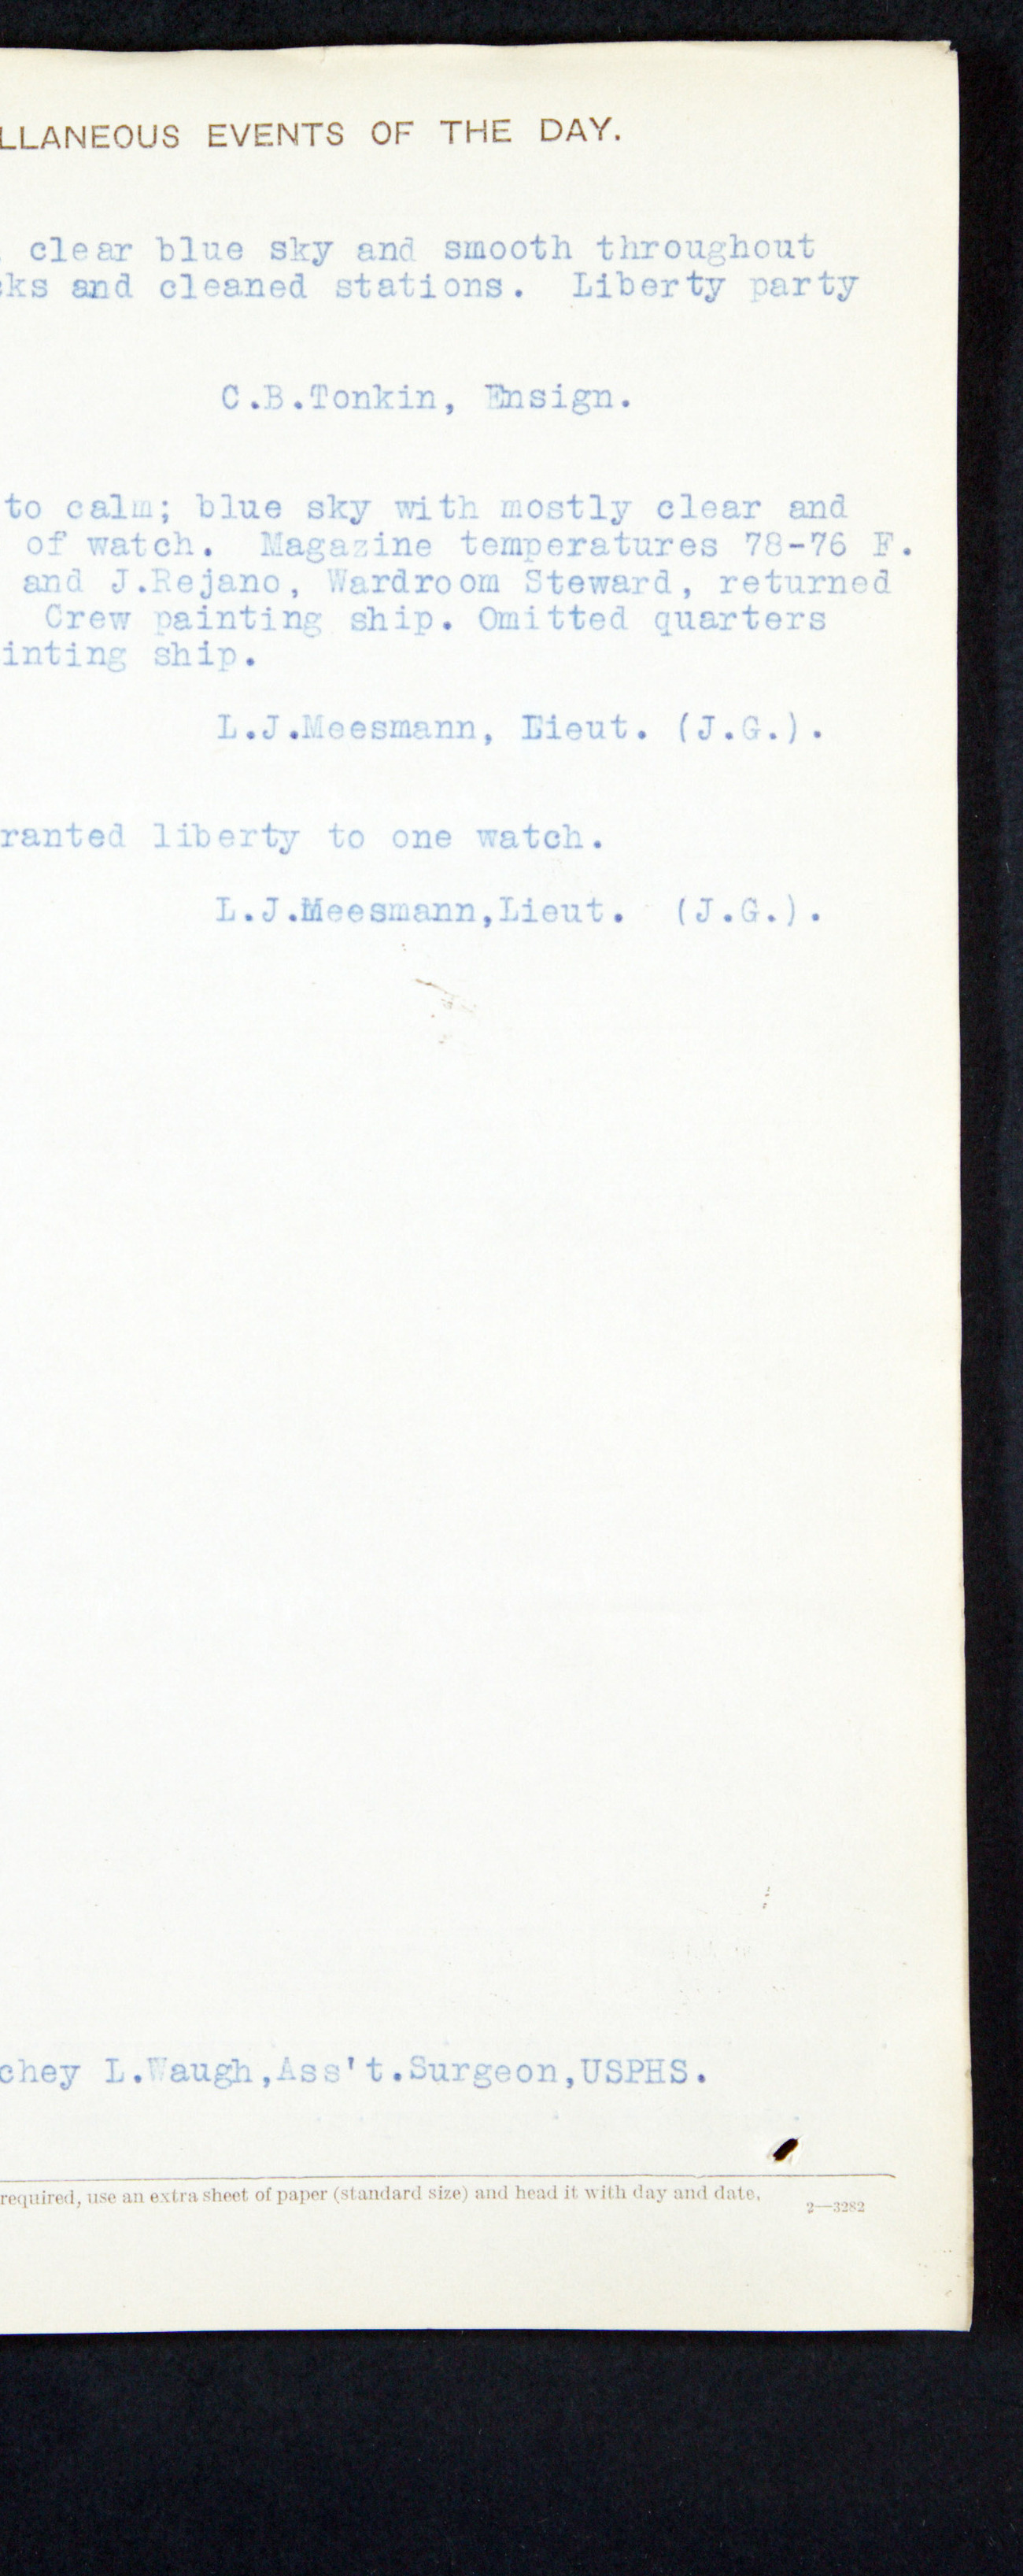 LLANEOUS EVENTS OF THE DAY.
clear blue sky and smooth throughout
cks and cleaned stations. Liberty party
C.B.Tonkin, Ensign.
to calm; blue sky with mostly clear and
of watch. Magazine temperatures 78-76 F.
and J.Rejano, Wardroom Steward, returned
Crew painting ship. Omitted quarters
inting ship.
L.J.Meesmann, Lieut. (J.G.).
ranted liberty to one watch.
L.J.Meesmann,Lieut. (J.G.).
chey L.Waugh,Ass't.Surgeon,USPHS.
required, use an extra sheet of paper (standard size) and head it with day and date.
2—3282